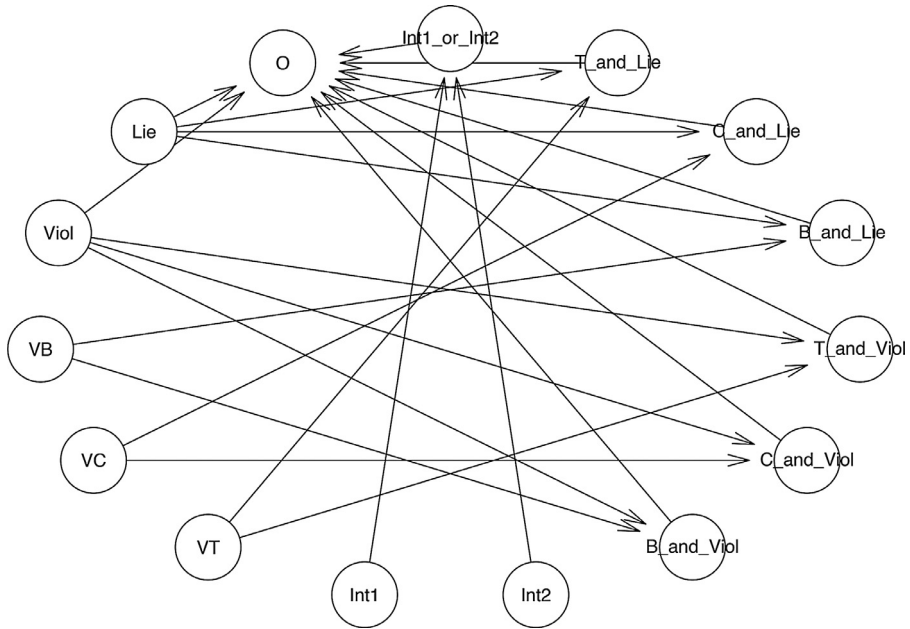 Int1_or_Int2
O
T_and_Lie
Lie
C_and_Lie
Viol
B_and_Lie
VB
T_and_Viol
VC
C_and_Viol
VT
B_and_Viol
Int1
Int2